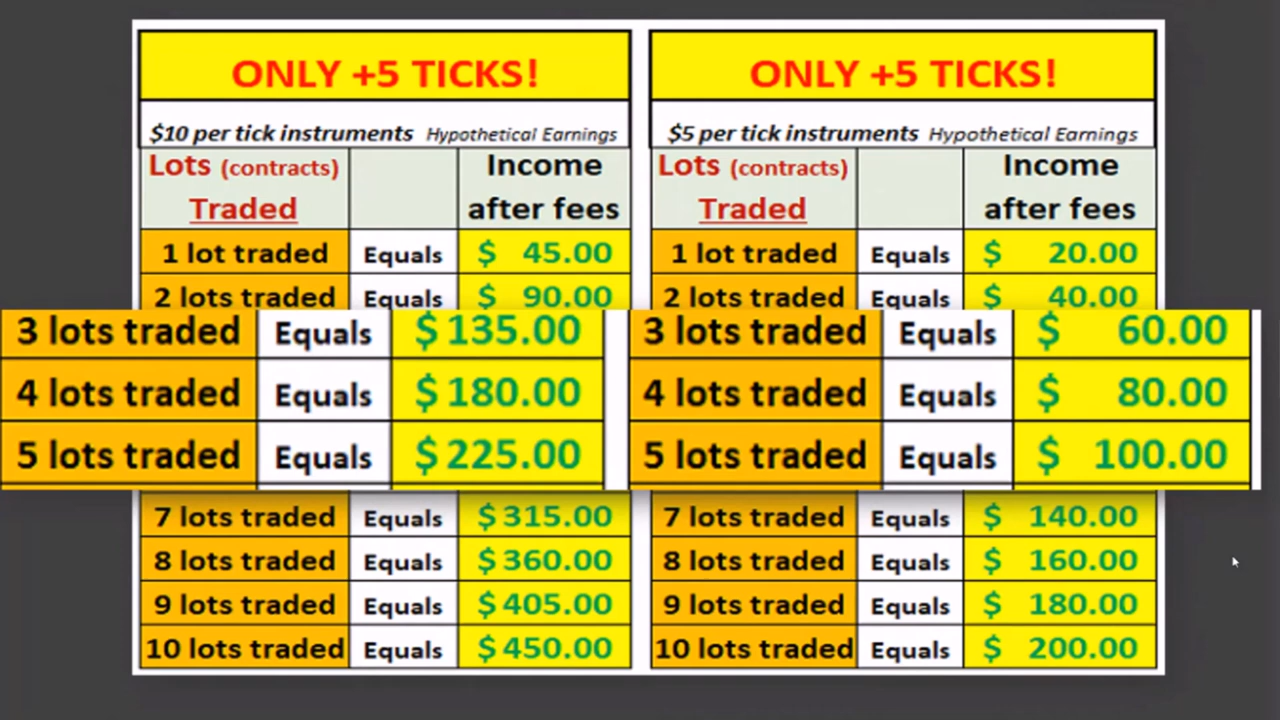 ONLY +5 TICKS! ONLY +5 TICKS!
$10 per tick instruments Hypothetical Earnings $5 per tick instruments Hypothetical Earnings
Lots (contracts) Income Lots (contracts) Income
Traded after fees Traded after fees
1 lot traded Equals $ 45.00 1 lot traded Equals $ 20.00
2 lots traded Equals $ 90.00 2 lots traded Equals $ 40.00
3 lots traded Equals $ 135.00 3 lots traded Equals $ 60.00
4 lots traded Equals $ 180.00 4 lots traded Equals $ 80.00
5 lots traded Equals $ 225.00 5 lots traded Equals $ 100.00
7 lots traded Equals $ 315.00 7 lots traded Equals $ 140.00
8 lots traded Equals $ 360.00 8 lots traded Equals $ 160.00
9 lots traded Equals $ 405.00 9 lots traded Equals $ 180.00
10 lots traded Equals $ 450.00 10 lots traded Equals $ 200.00